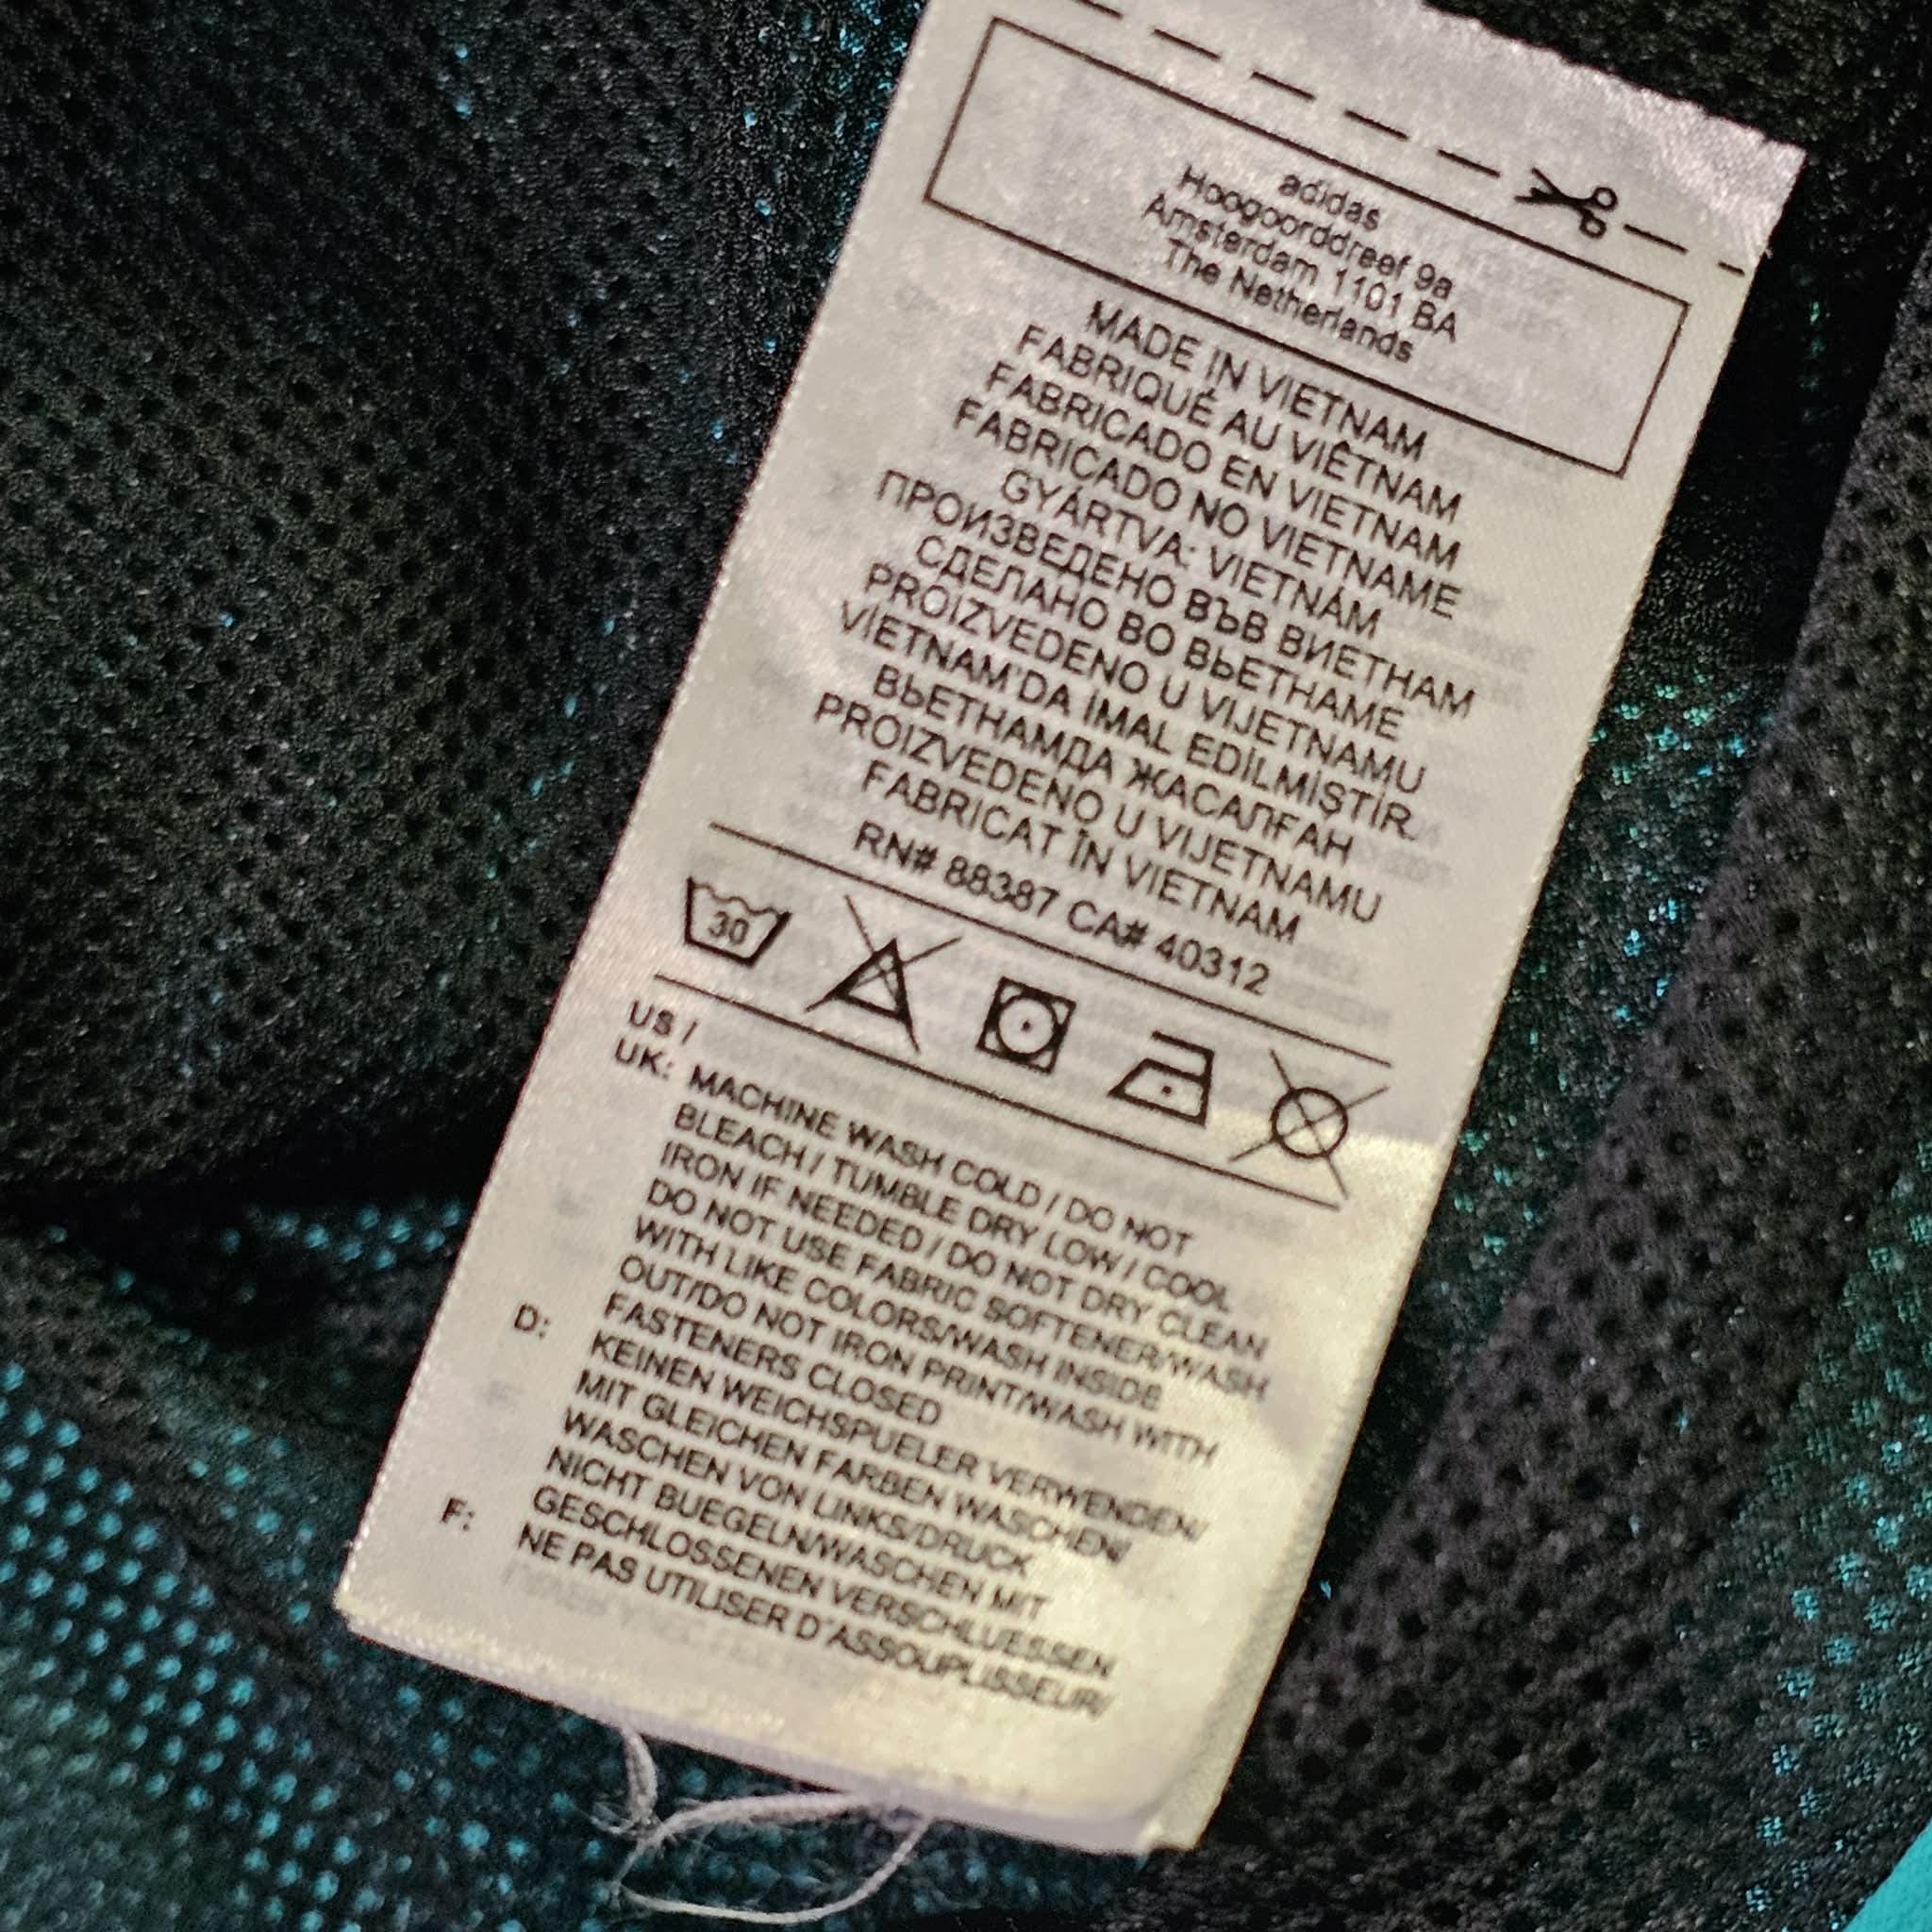 adidas
Hoogoorddreef 9a
Amsterdam 1101 BA
The Netherlands
MADE IN VIETNAM
FABRIQUÉ AU VIÊTNAM
FABRICADO EN VIETNAM
FABRICADO NO VIETNAME
GYÁRTVA: VIETNÁM
ПРОИЗВЕДЕНО ВЪВ ВИЕТНАМ
СДЕЛАНО ВО ВЬЕТНАМЕ
PROIZVEDENO U VIJETNAMU
VİETNAM'DA İMAL EDİLMİŞTİR.
ВЬЕТНАМДА ЖАСАЛҒАН
PROIZVEDENO U VIJETNAMU
FABRICAT ÎN VIETNAM
RN# 88387 CA# 40312
30
US /
UK: MACHINE WASH COLD / DO NOT
BLEACH / TUMBLE DRY LOW / COOL
IRON IF NEEDED / DO NOT DRY CLEAN
DO NOT USE FABRIC SOFTENER/WASH
WITH LIKE COLORS/WASH INSIDE
OUT/DO NOT IRON PRINT/WASH WITH
FASTENERS CLOSED
D: KEINEN WEICHSPUELER VERWENDEN/
MIT GLEICHEN FARBEN WASCHEN/
WASCHEN VON LINKS/DRUCK
NICHT BUEGELN/WASCHEN MIT
GESCHLOSSENEN VERSCHLUESSEN
F: NE PAS UTILISER D'ASSOUPLISSEUR/